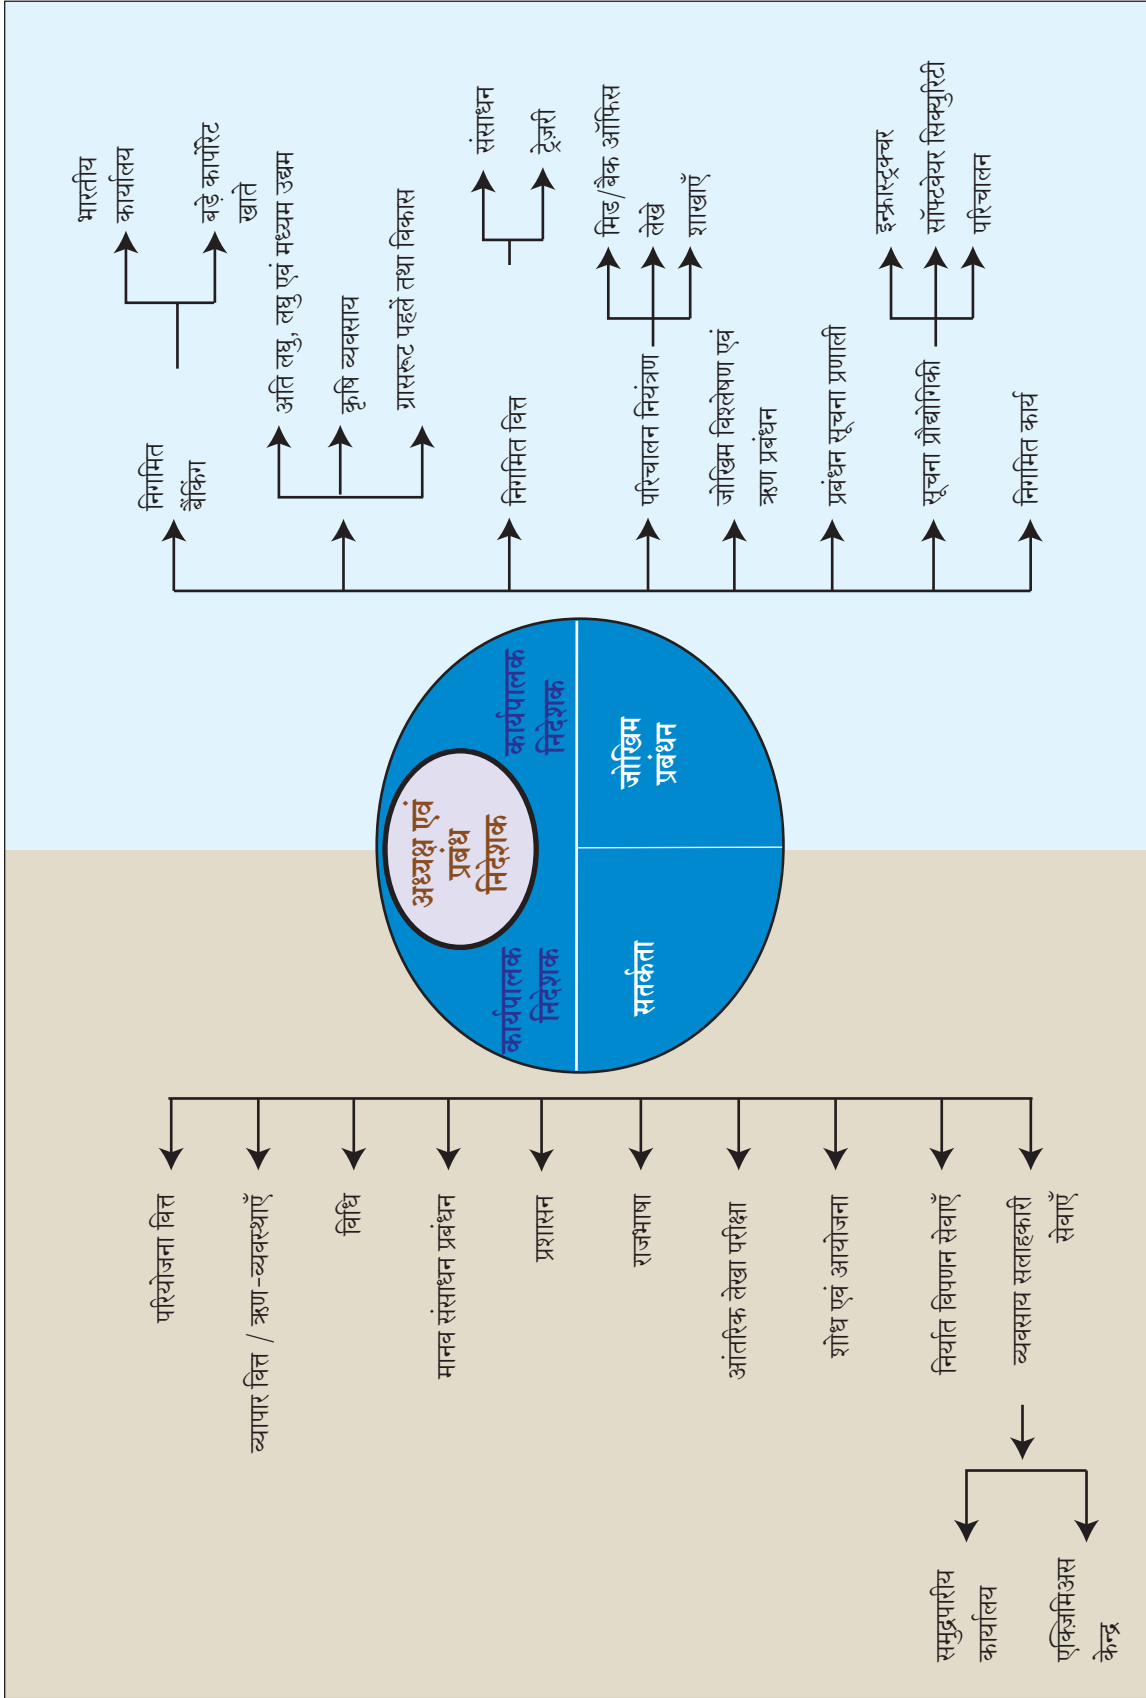 अध्यक्ष एवं
प्रबंध
निदेशक
कार्यपालक
निदेशक
कार्यपालक
निदेशक
सतर्कता
जोखिम
प्रबंधन
परियोजना वित्त
व्यापार वित्त / ऋण-व्यवस्थाएँ
विधि
मानव संसाधन प्रबंधन
प्रशासन
राजभाषा
आंतरिक लेखा परीक्षा
शोध एवं आयोजना
निर्यात विपणन सेवाएँ
व्यवसाय सलाहकारी
सेवाएँ
समुद्रपारीय
कार्यालय
एक्ज़िमिअस
केन्द्र
निगमित
बैंकिंग
भारतीय
कार्यालय
बड़े कार्पोरेट
खाते
अति लघु, लघु एवं मध्यम उद्यम
कृषि व्यवसाय
ग्रासरूट पहलें तथा विकास
निगमित वित्त
संसाधन
ट्रेज़री
परिचालन नियंत्रण
मिड/बैक ऑफिस
लेखे
शाखाएँ
जोखिम विश्लेषण एवं
ऋण प्रबंधन
प्रबंधन सूचना प्रणाली
सूचना प्रौद्योगिकी
इन्फ्रास्ट्रक्चर
सॉफ्टवेयर सिक्युरिटी
परिचालन
निगमित कार्य